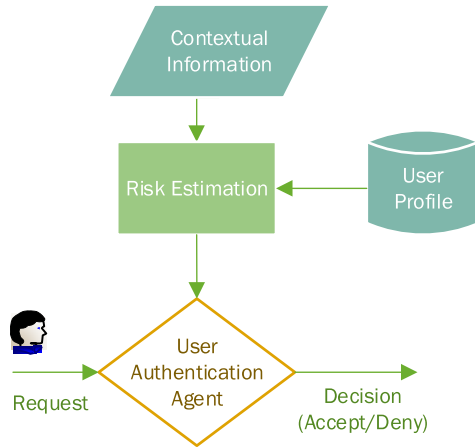 Contextual
Information
Risk Estimation
User
Profile
User
Authentication
Agent
Request
Decision
(Accept/Deny)